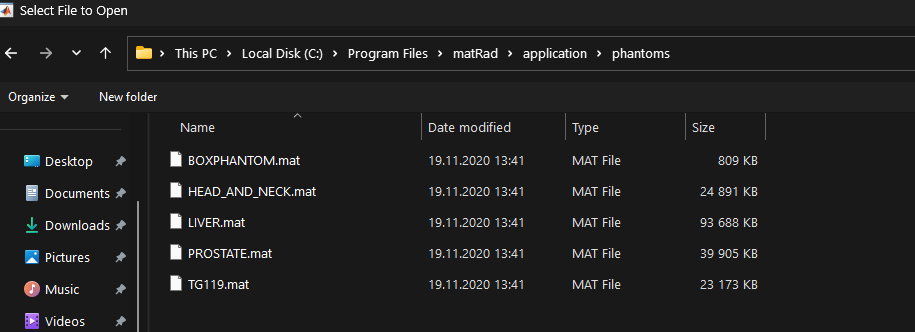 Select File to Open
This PC > Local Disk (C:) > Program Files > matRad > application > phantoms
Organize New folder
Name Date modified Type Size
Desktop
Documents
Downloads
Pictures
Music
Videos
BOXPHANTOM.mat 19.11.2020 13:41 MAT File 809 KB
HEAD_AND_NECK.mat 19.11.2020 13:41 MAT File 24 891 KB
LIVER.mat 19.11.2020 13:41 MAT File 93 688 KB
PROSTATE.mat 19.11.2020 13:41 MAT File 39 905 KB
TG119.mat 19.11.2020 13:41 MAT File 23 173 KB